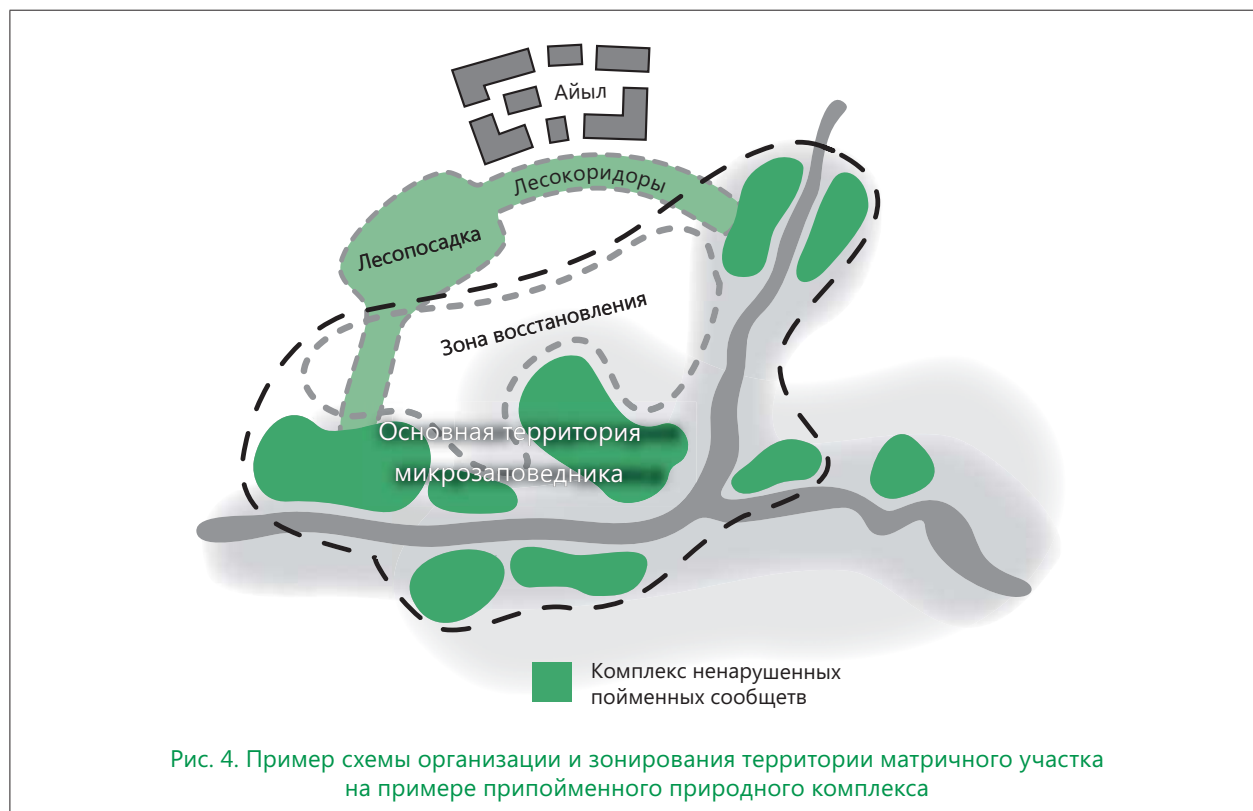 Айыл
Лесокоридоры
Лесопосадка
Зона восстановления
Основная территория
микрозаповедника
Комплекс ненарушенных
пойменных сообщетв
Рис. 4. Пример схемы организации и зонирования территории матричного участка
на примере припойменного природного комплекса